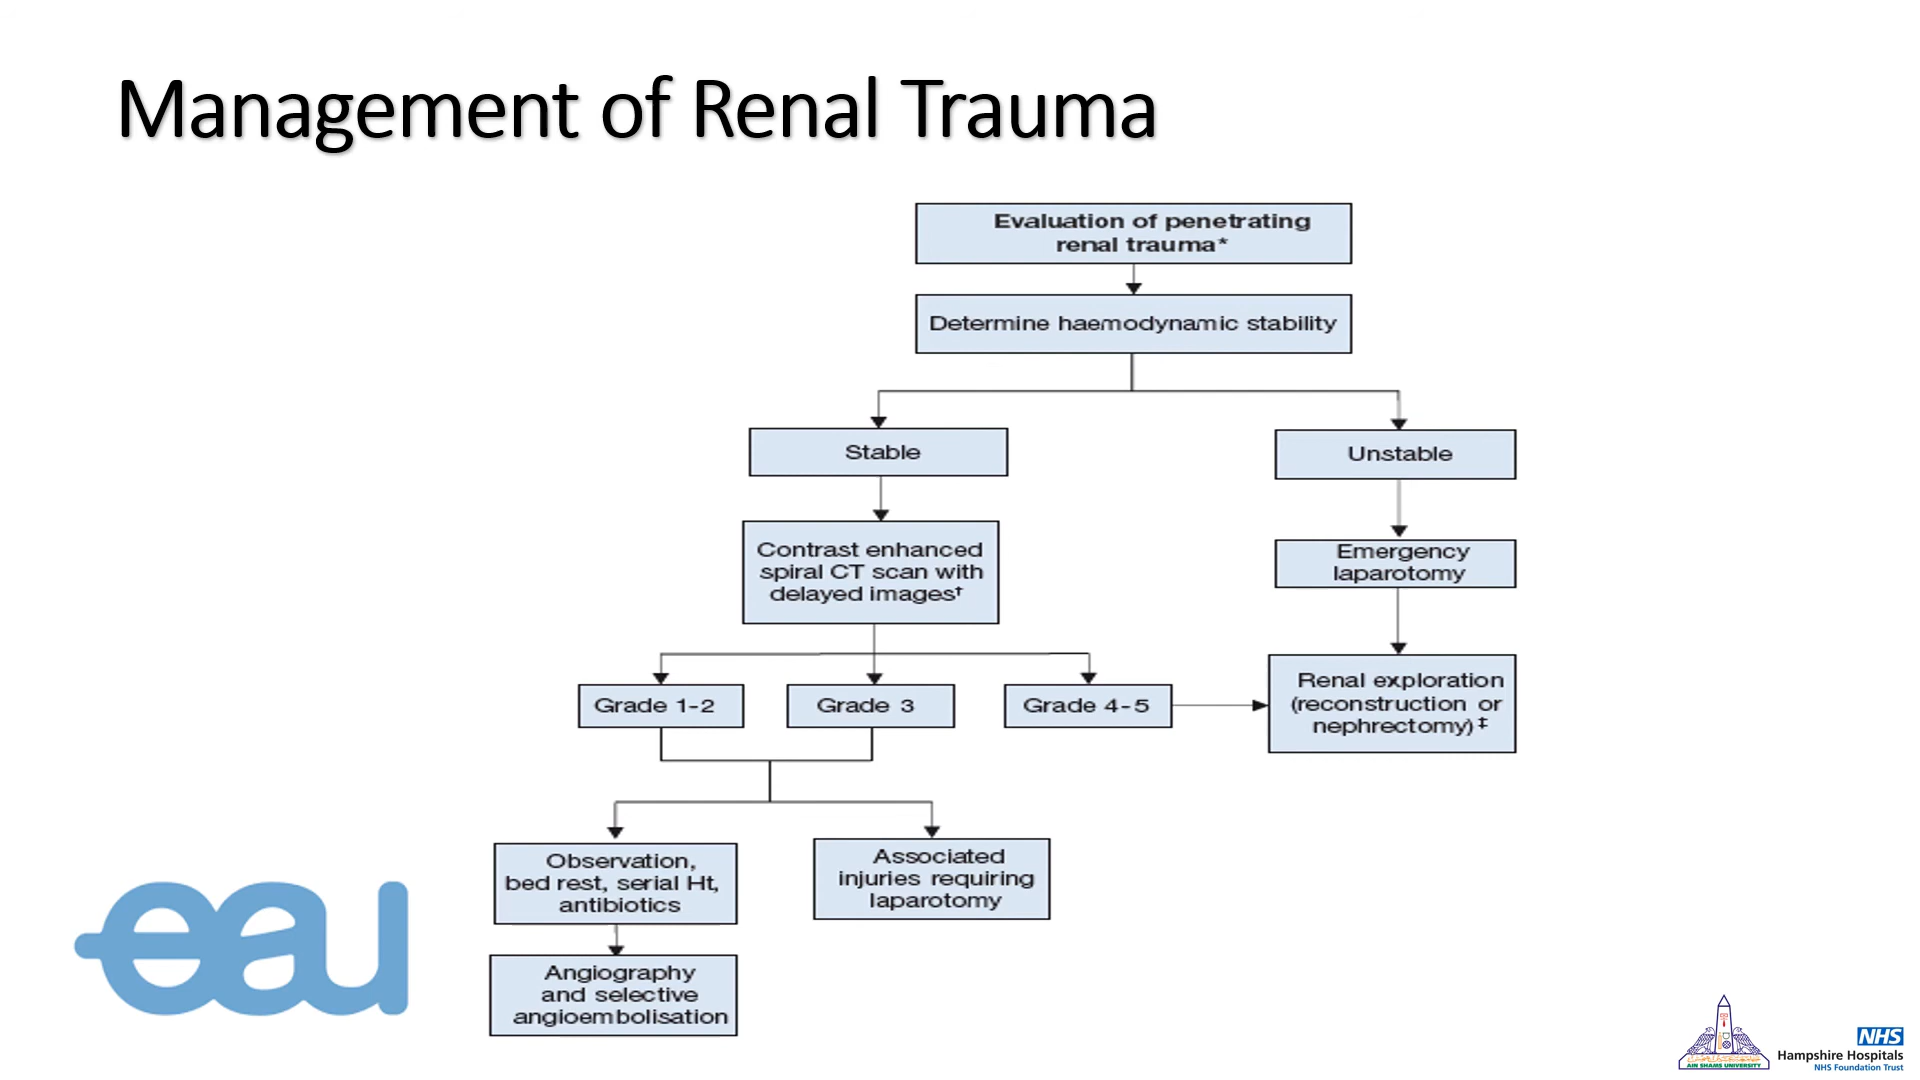 Management of Renal Trauma
Evaluation of penetrating
renal trauma*
Determine haemodynamic stability
Stable
Unstable
Contrast enhanced
spiral CT scan with
delayed images†
Emergency
laparotomy
Grade 1-2
Grade 3
Grade 4-5
Renal exploration
(reconstruction or
nephrectomy)‡
Observation,
bed rest, serial Ht,
antibiotics
Associated
injuries requiring
laparotomy
Angiography
and selective
angioembolisation
eau
AIN SHAMS UNIVERSITY
NHS
Hampshire Hospitals
NHS Foundation Trust